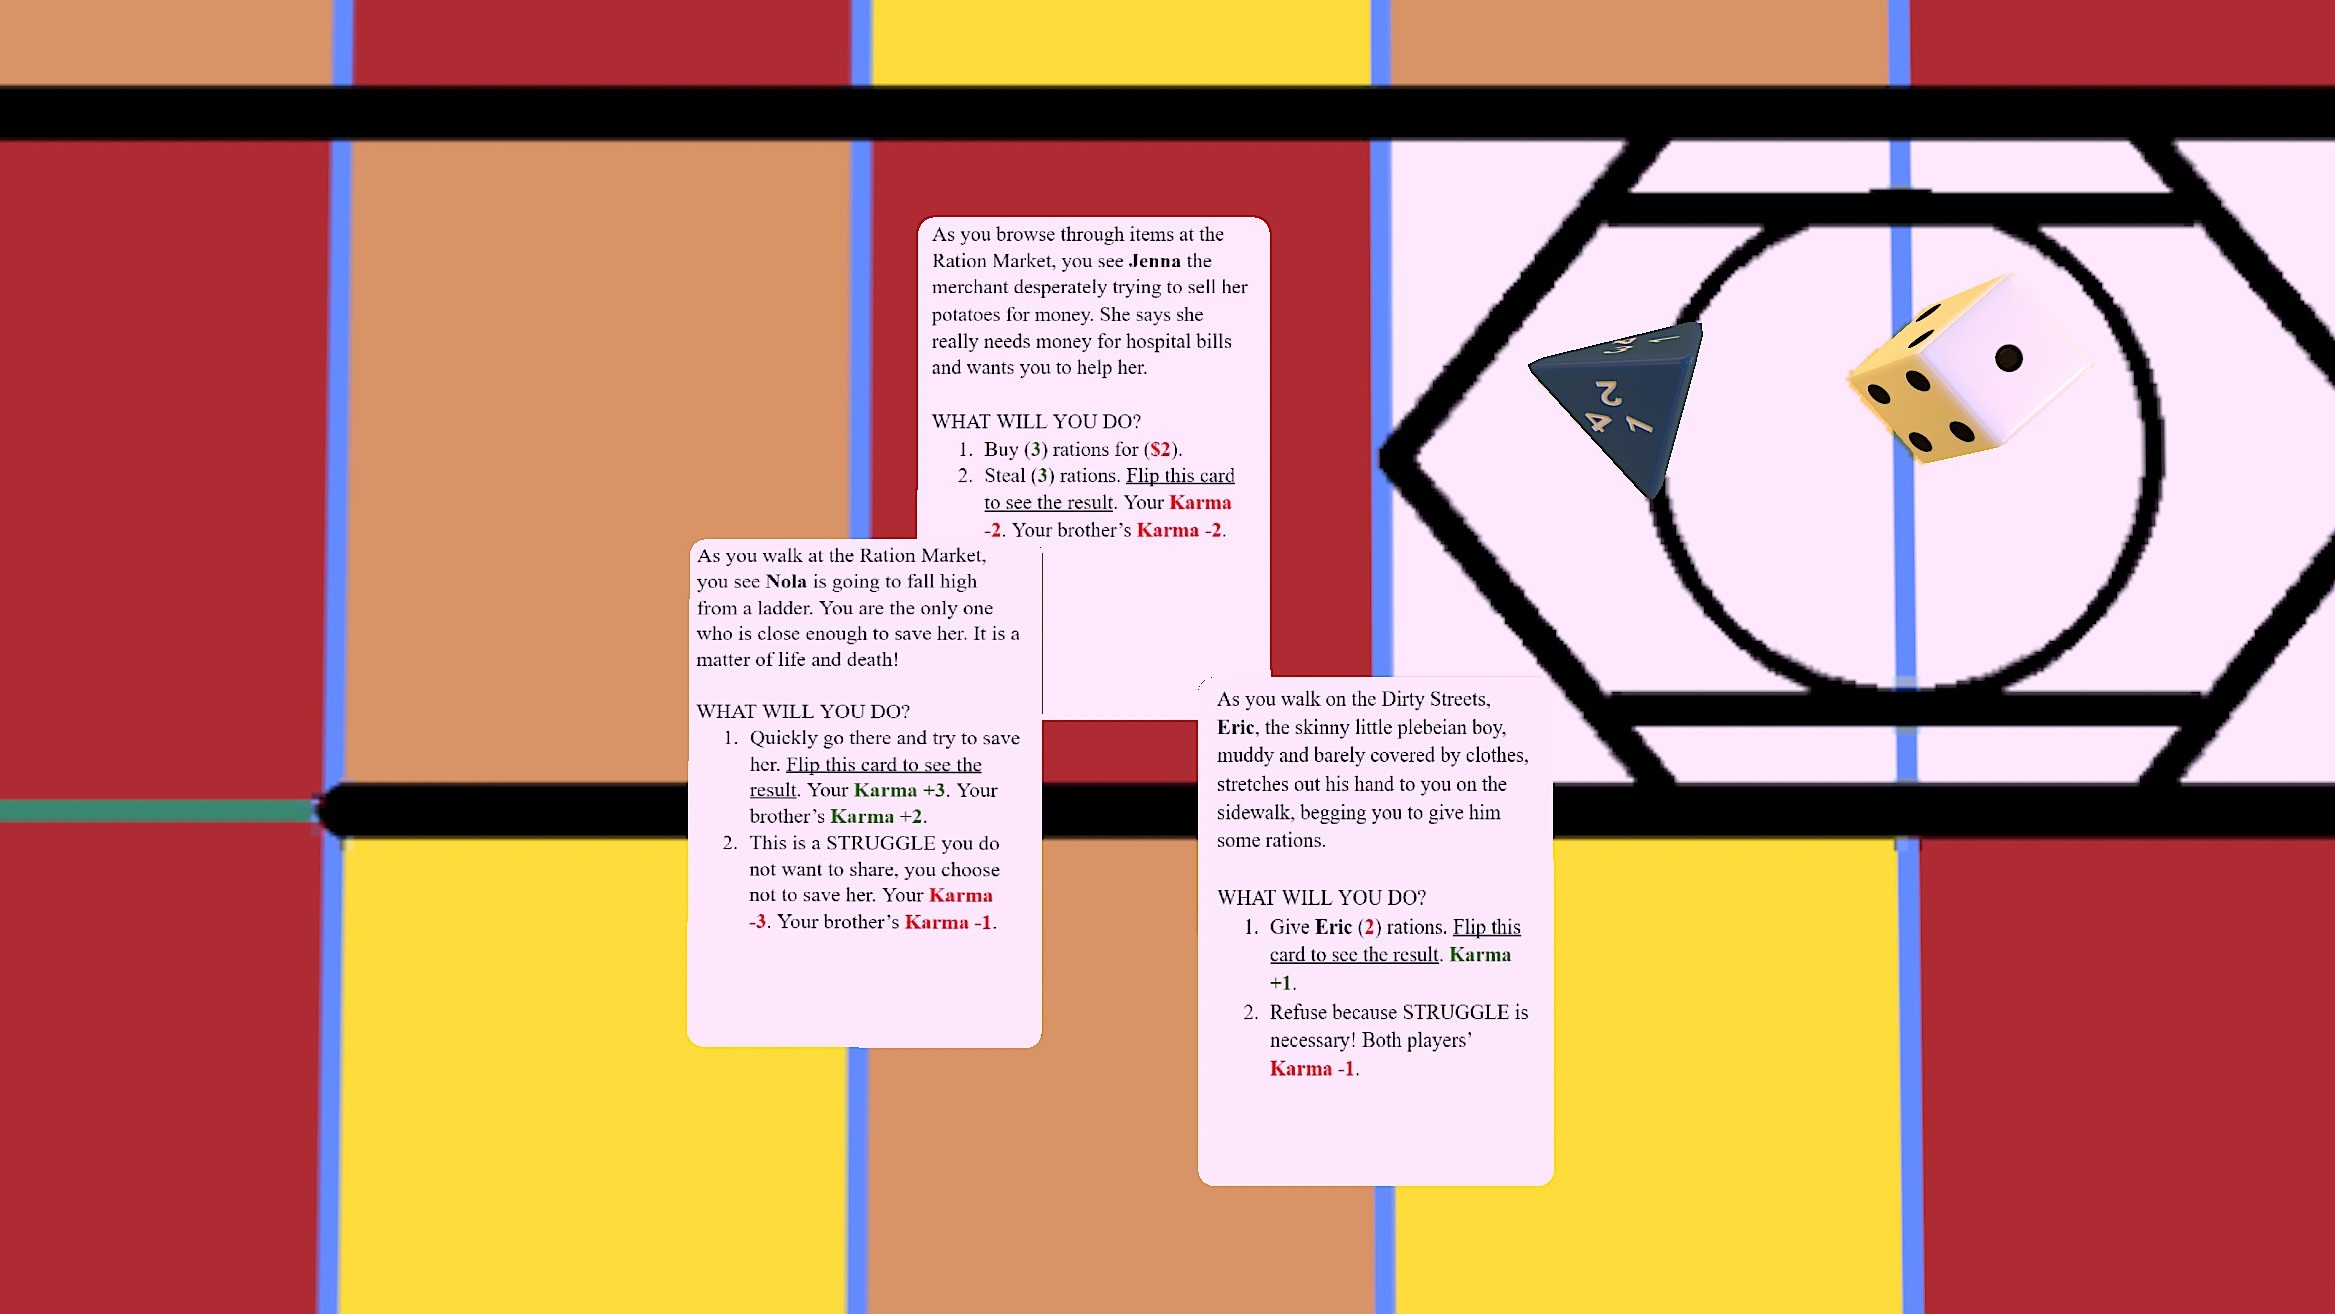 As you browse through items at the
Ration Market, you see Jenna the
merchant desperately trying to sell her
potatoes for money. She says she
really needs money for hospital bills
and wants you to help her.
WHAT WILL YOU DO?
1. Buy (3) rations for ($2).
2. Steal (3) rations. Flip this card
to see the result. Your Karma
-2. Your brother’s Karma -2.
As you walk at the Ration Market,
you see Nola is going to fall high
from a ladder. You are the only one
who is close enough to save her. It is a
matter of life and death!
WHAT WILL YOU DO?
1. Quickly go there and try to save
her. Flip this card to see the
result. Your Karma +3. Your
brother’s Karma +2.
2. This is a STRUGGLE you do
not want to share, you choose
not to save her. Your Karma
-3. Your brother’s Karma -1.
As you walk on the Dirty Streets,
Eric, the skinny little plebeian boy,
muddy and barely covered by clothes,
stretches out his hand to you on the
sidewalk, begging you to give him
some rations.
WHAT WILL YOU DO?
1. Give Eric (2) rations. Flip this
card to see the result. Karma
+1.
2. Refuse because STRUGGLE is
necessary! Both players’
Karma -1.
2
4
1